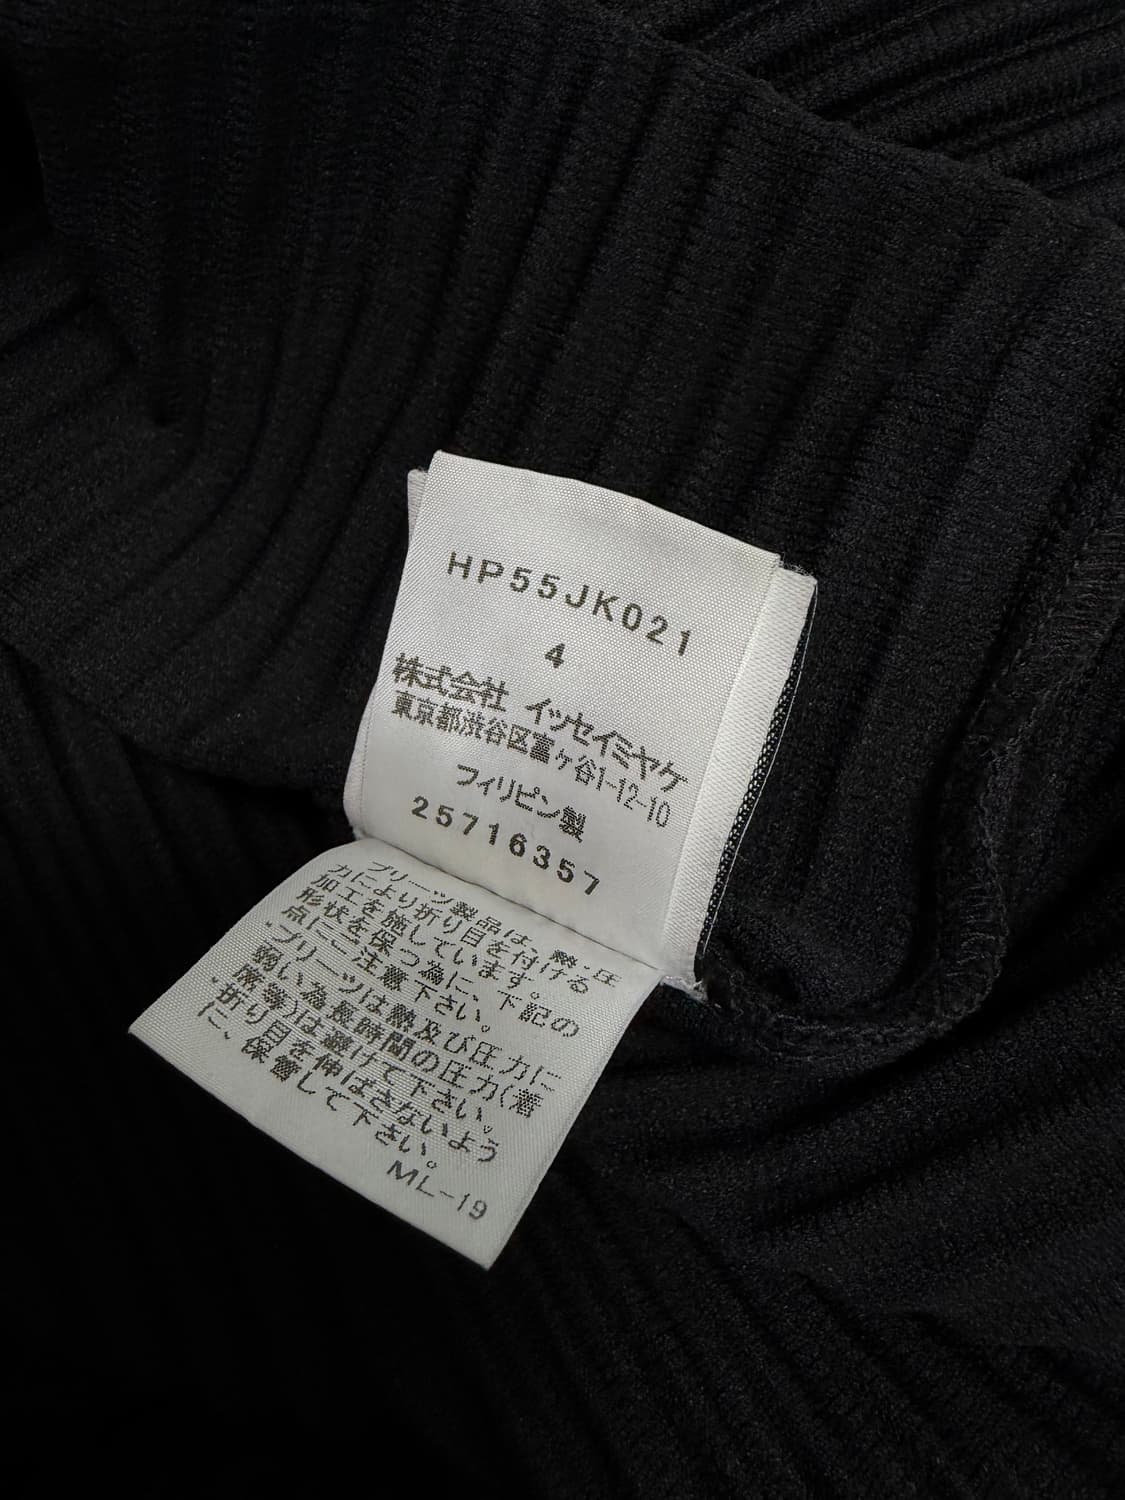 HP55JK021
4
株式会社 イッセイミヤケ
東京都渋谷区富ヶ谷1-12-10
フィリピン製
25716357
プリーツ製品は、熱・圧
力により折り目を付ける
加工を施しています。
形状を保つ為に、下記の
点にご注意下さい。
・プリーツは熱及び圧力に
弱い為長時間の圧力(着
席等)は避けて下さい。
・折り目を伸ばさないよう
に、保管して下さい。
ML-19